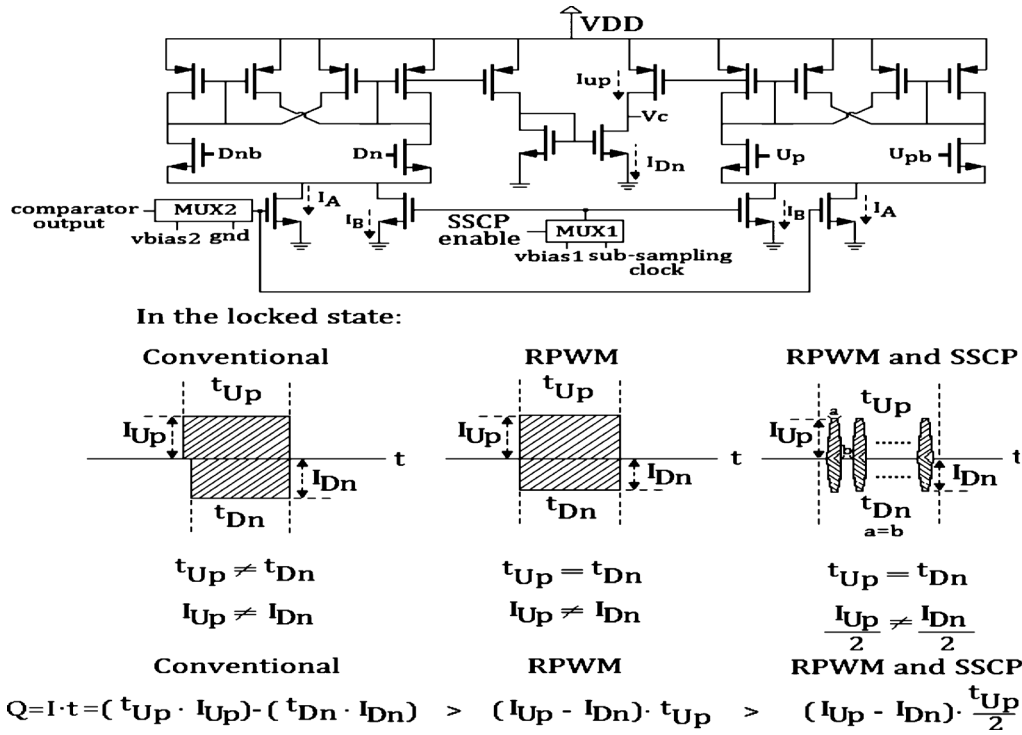 VDD
Iup
Vc
Dnb
Dn
IDn
Up
Upb
comparator output
MUX2
vbias2 gnd
IA
IB
SSCP enable
MUX1
vbias1 sub-sampling clock
IB
IA
In the locked state:
Conventional
RPWM
RPWM and SSCP
tUp
IUp
t
IDn
tDn
tUp
IUp
t
IDn
tDn
tUp
a
IUp
b
t
IDn
tDn
a=b
tUp ≠ tDn
tUp = tDn
tUp = tDn
IUp ≠ IDn
IUp ≠ IDn
IUp/2 ≠ IDn/2
Conventional
RPWM
RPWM and SSCP
Q=I·t=( tUp · IUp)-( tDn · IDn) > (IUp - IDn)· tUp > (IUp - IDn)· tUp/2